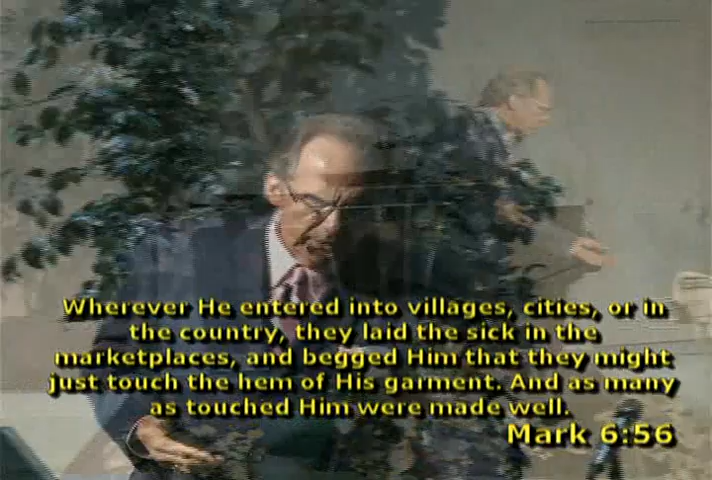 Wherever He entered into villages, cities, or in
the country, they laid the sick in the
marketplaces, and begged Him that they might
just touch the hem of His garment. And as many
as touched Him were made well.
Mark 6:56